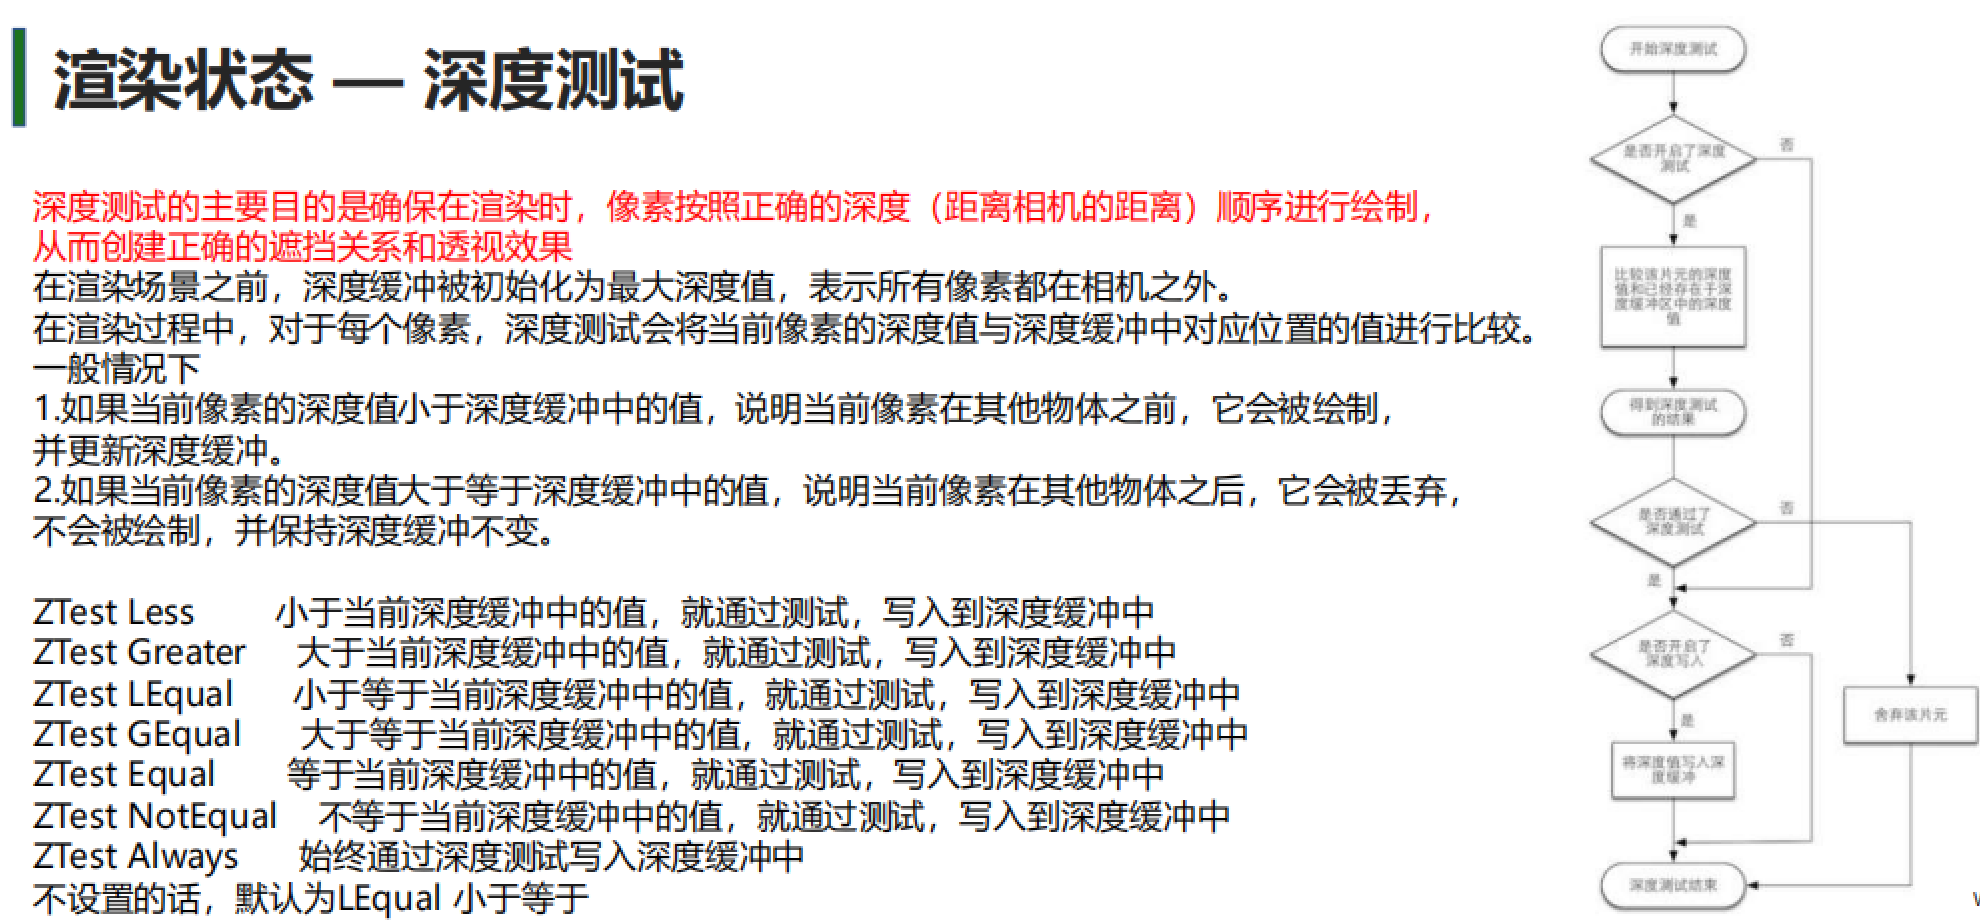 渲染状态 — 深度测试
深度测试的主要目的是确保在渲染时，像素按照正确的深度（距离相机的距离）顺序进行绘制，
从而创建正确的遮挡关系和透视效果
在渲染场景之前，深度缓冲被初始化为最大深度值，表示所有像素都在相机之外。
在渲染过程中，对于每个像素，深度测试会将当前像素的深度值与深度缓冲中对应位置的值进行比较。
一般情况下
1.如果当前像素的深度值小于深度缓冲中的值，说明当前像素在其他物体之前，它会被绘制，
并更新深度缓冲。
2.如果当前像素的深度值大于等于深度缓冲中的值，说明当前像素在其他物体之后，它会被丢弃，
不会被绘制，并保持深度缓冲不变。
ZTest Less 小于当前深度缓冲中的值，就通过测试，写入到深度缓冲中
ZTest Greater 大于当前深度缓冲中的值，就通过测试，写入到深度缓冲中
ZTest LEqual 小于等于当前深度缓冲中的值，就通过测试，写入到深度缓冲中
ZTest GEqual 大于等于当前深度缓冲中的值，就通过测试，写入到深度缓冲中
ZTest Equal 等于当前深度缓冲中的值，就通过测试，写入到深度缓冲中
ZTest NotEqual 不等于当前深度缓冲中的值，就通过测试，写入到深度缓冲中
ZTest Always 始终通过深度测试写入深度缓冲中
不设置的话，默认为LEqual 小于等于
开始深度测试
是否开启了深度
测试
否
是
比较该片元的深度
值和已经存在于深
度缓冲区中的深度
值
得到深度测试
的结果
是否通过了
深度测试
否
是
是否开启了
深度写入
否
是
舍弃该片元
将深度值写入深
度缓冲
深度测试结束